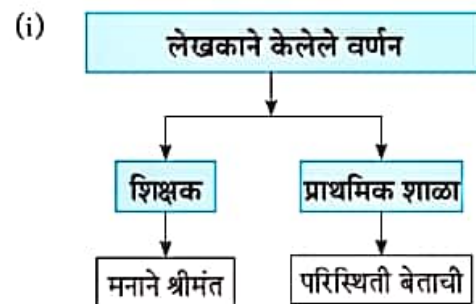 (i)
लेखकाने केलेले वर्णन
शिक्षक
प्राथमिक शाळा
मनाने श्रीमंत
परिस्थिती बेताची